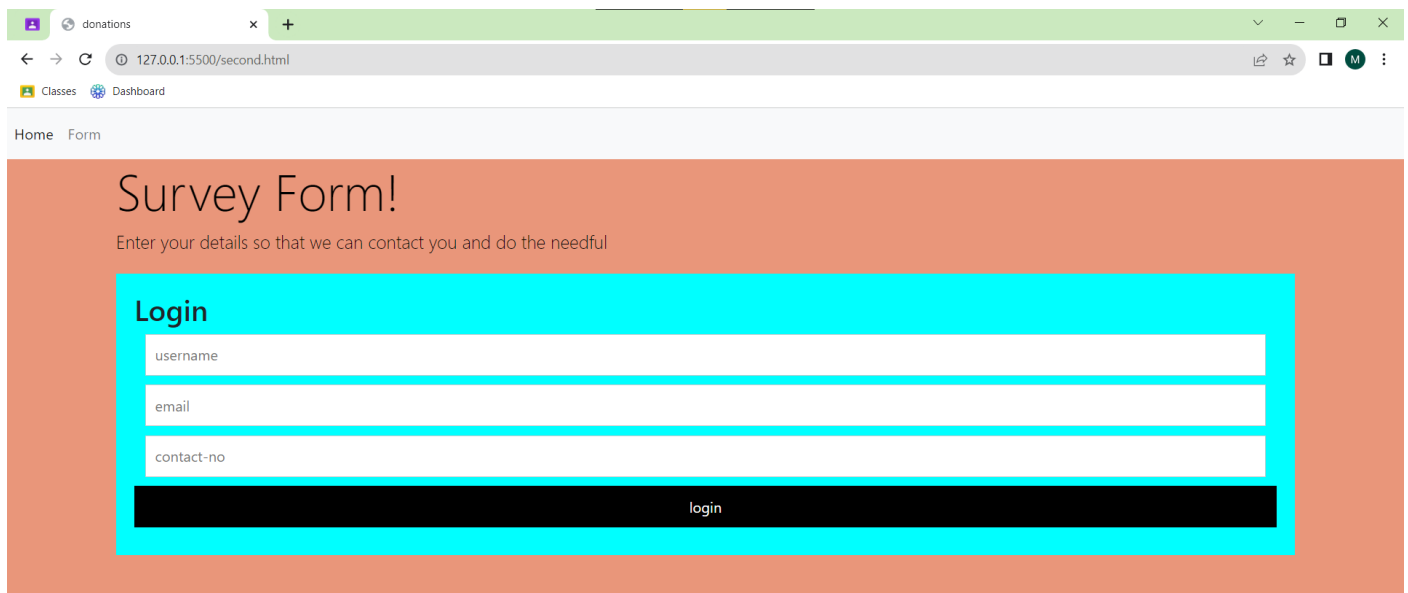 donations
127.0.0.1:5500/second.html
M
Classes Dashboard
Home Form
Survey Form!
Enter your details so that we can contact you and do the needful
Login
username
email
contact-no
login